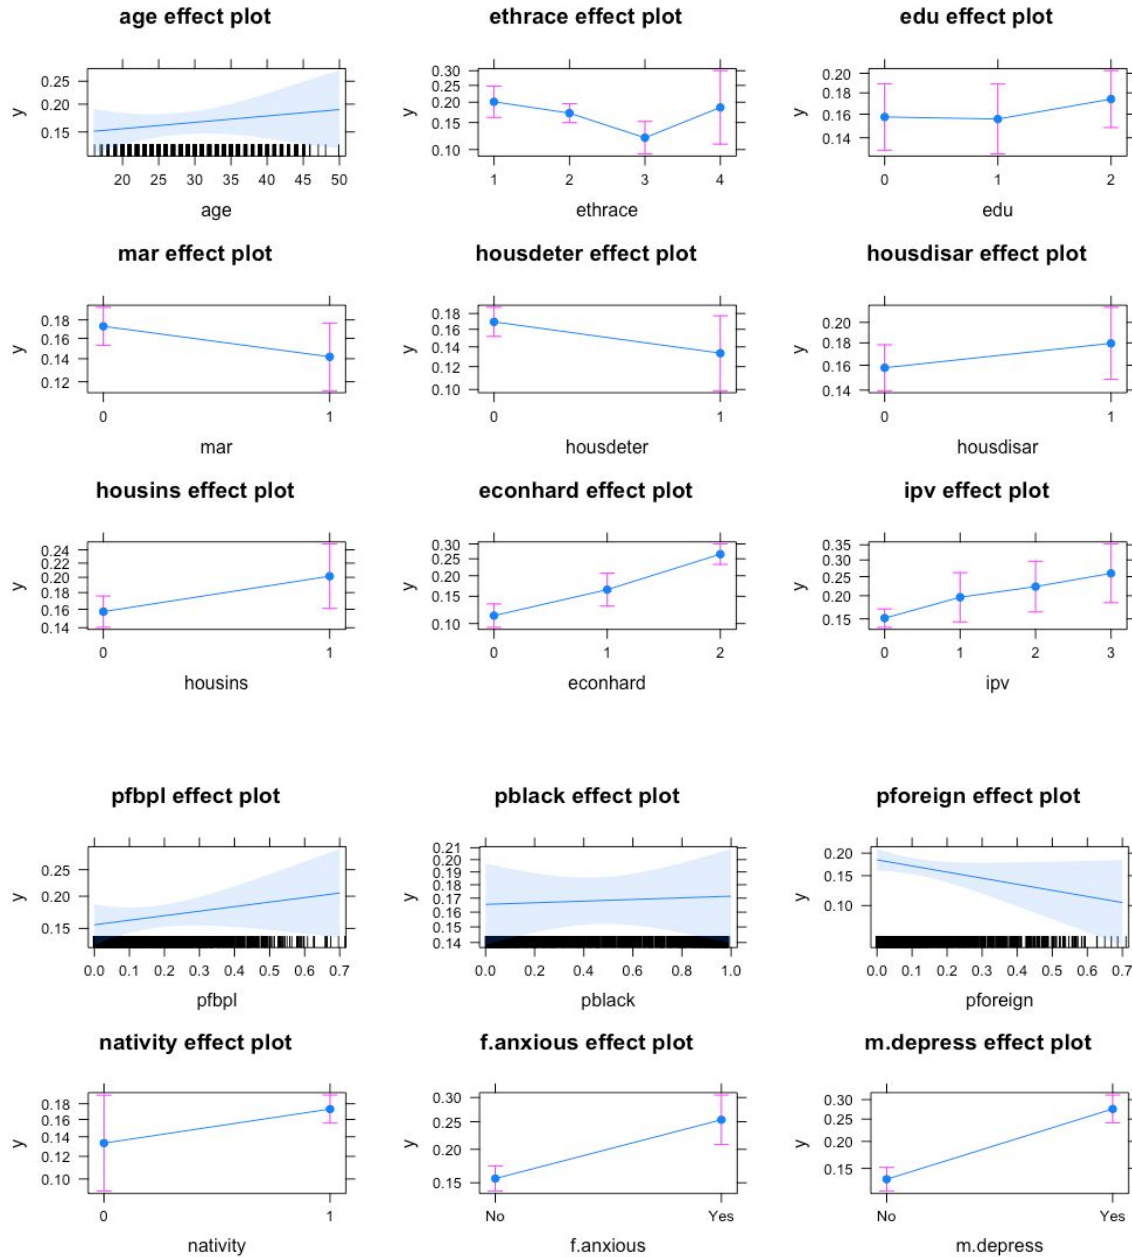 age effect plot
ethrace effect plot
edu effect plot
y
0.25
0.20
0.15
20 25 30 35 40 45 50
age
y
0.30
0.25
0.20
0.15
0.10
1 2 3 4
ethrace
y
0.20
0.18
0.16
0.14
0 1 2
edu
mar effect plot
housdeter effect plot
housdisar effect plot
y
0.18
0.16
0.14
0.12
0 1
mar
y
0.18
0.16
0.14
0.12
0.10
0 1
housdeter
y
0.20
0.18
0.16
0.14
0 1
housdisar
housins effect plot
econhard effect plot
ipv effect plot
y
0.24
0.20
0.18
0.16
0.14
0 1
housins
y
0.30
0.25
0.20
0.15
0.10
0 1 2
econhard
y
0.35
0.30
0.25
0.20
0.15
0 1 2 3
ipv
pfbpl effect plot
pblack effect plot
pforeign effect plot
y
0.25
0.20
0.15
0.0 0.1 0.2 0.3 0.4 0.5 0.6 0.7
pfbpl
y
0.21
0.20
0.19
0.18
0.17
0.16
0.15
0.14
0.0 0.2 0.4 0.6 0.8 1.0
pblack
y
0.20
0.15
0.10
0.0 0.1 0.2 0.3 0.4 0.5 0.6 0.7
pforeign
nativity effect plot
f.anxious effect plot
m.depress effect plot
y
0.18
0.16
0.14
0.10
0 1
nativity
y
0.30
0.25
0.20
0.15
No Yes
f.anxious
y
0.30
0.25
0.20
0.15
No Yes
m.depress